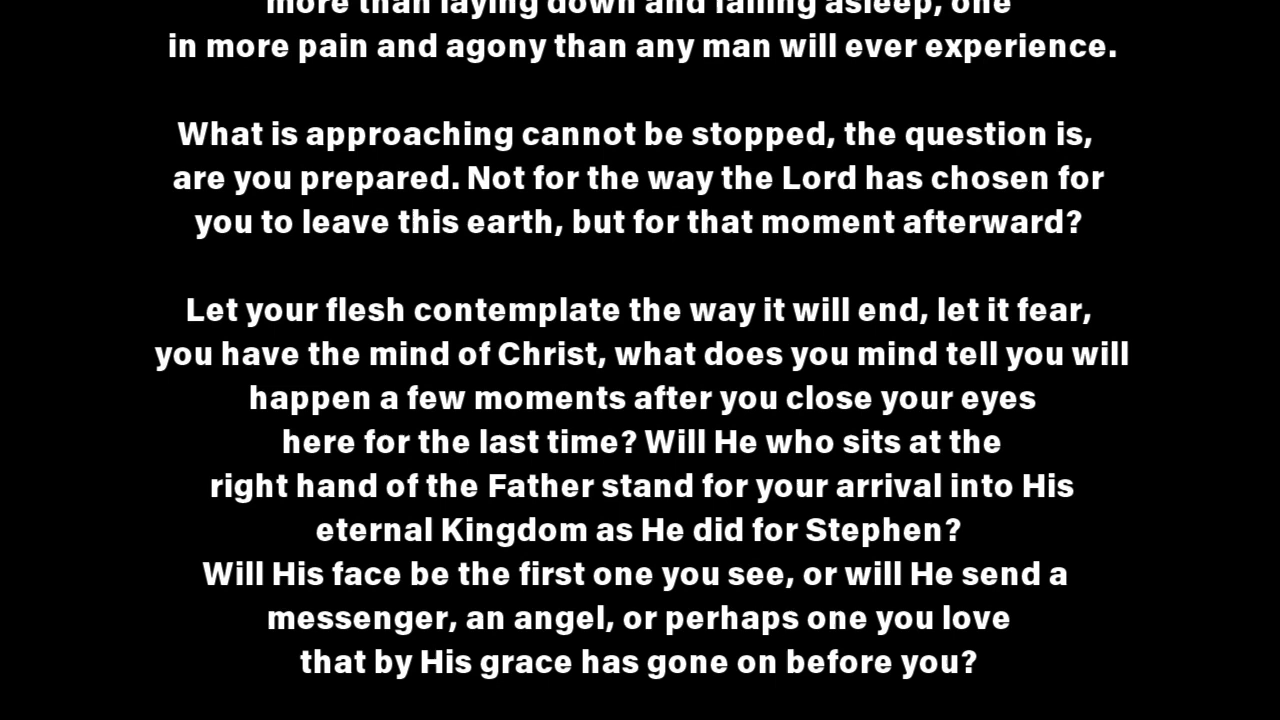 more than laying down and falling asleep, one
in more pain and agony than any man will ever experience.
What is approaching cannot be stopped, the question is,
are you prepared. Not for the way the Lord has chosen for
you to leave this earth, but for that moment afterward?
Let your flesh contemplate the way it will end, let it fear,
you have the mind of Christ, what does you mind tell you will
happen a few moments after you close your eyes
here for the last time? Will He who sits at the
right hand of the Father stand for your arrival into His
eternal Kingdom as He did for Stephen?
Will His face be the first one you see, or will He send a
messenger, an angel, or perhaps one you love
that by His grace has gone on before you?